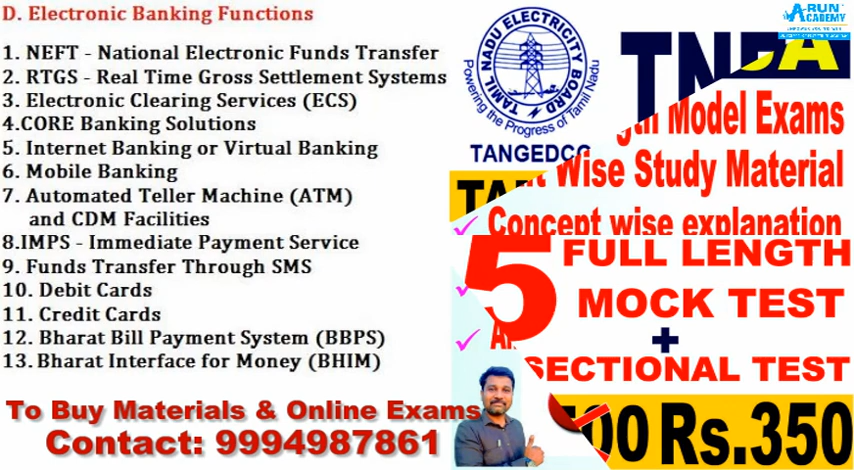 D. Electronic Banking Functions
1. NEFT - National Electronic Funds Transfer
2. RTGS - Real Time Gross Settlement Systems
3. Electronic Clearing Services (ECS)
4.CORE Banking Solutions
5. Internet Banking or Virtual Banking
6. Mobile Banking
7. Automated Teller Machine (ATM)
and CDM Facilities
8.IMPS - Immediate Payment Service
9. Funds Transfer Through SMS
10. Debit Cards
11. Credit Cards
12. Bharat Bill Payment System (BBPS)
13. Bharat Interface for Money (BHIM)
To Buy Materials & Online Exams
Contact: 9994987861
ARUN
ACADEMY
TAMIL NADU ELECTRICITY BOARD
Powering the Progress of Tamil Nadu
TANGEDCO
Model Exams
Wise Study Material
Concept wise explanation
5 FULL LENGTH
MOCK TEST
+
SECTIONAL TEST
Rs.350